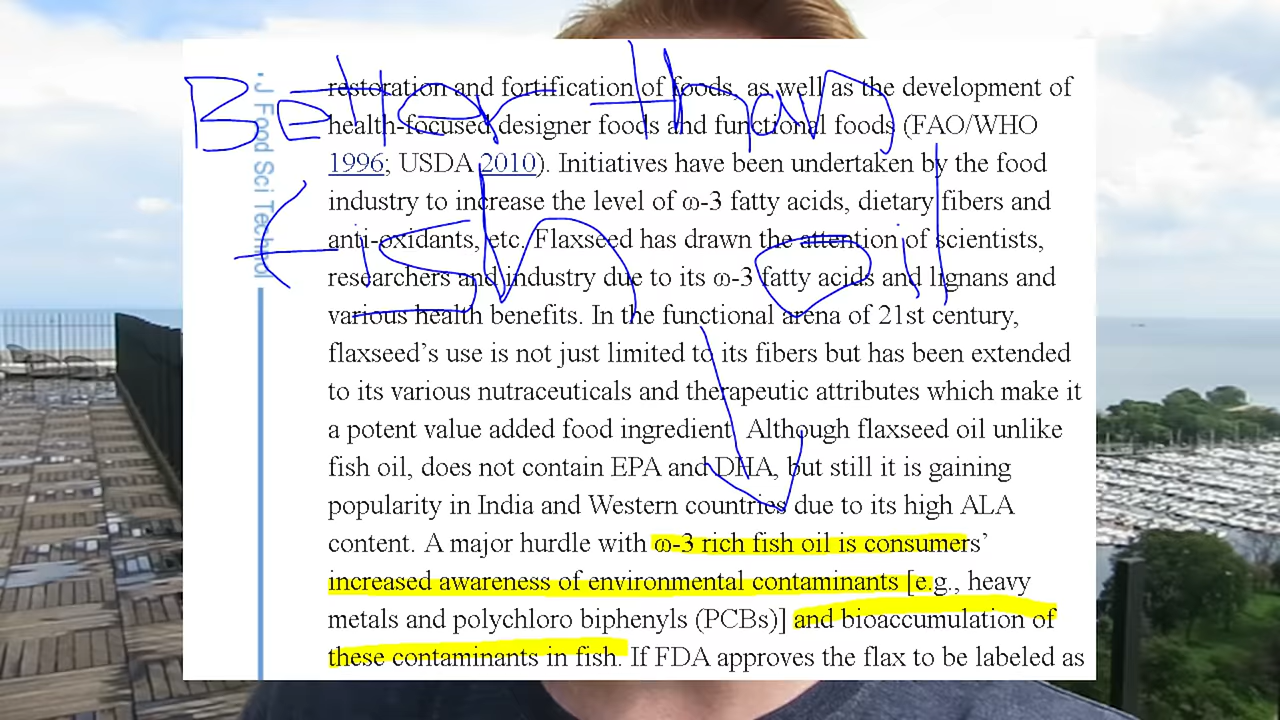 J Food Sci Technol
Better than
fish oil
restoration and fortification of foods, as well as the development of
health-focused designer foods and functional foods (FAO/WHO
1996; USDA 2010). Initiatives have been undertaken by the food
industry to increase the level of ω-3 fatty acids, dietary fibers and
anti-oxidants, etc. Flaxseed has drawn the attention of scientists,
researchers and industry due to its ω-3 fatty acids and lignans and
various health benefits. In the functional arena of 21st century,
flaxseed's use is not just limited to its fibers but has been extended
to its various nutraceuticals and therapeutic attributes which make it
a potent value added food ingredient. Although flaxseed oil unlike
fish oil, does not contain EPA and DHA, but still it is gaining
popularity in India and Western countries due to its high ALA
content. A major hurdle with ω-3 rich fish oil is consumers'
increased awareness of environmental contaminants [e.g., heavy
metals and polychloro biphenyls (PCBs)] and bioaccumulation of
these contaminants in fish. If FDA approves the flax to be labeled as